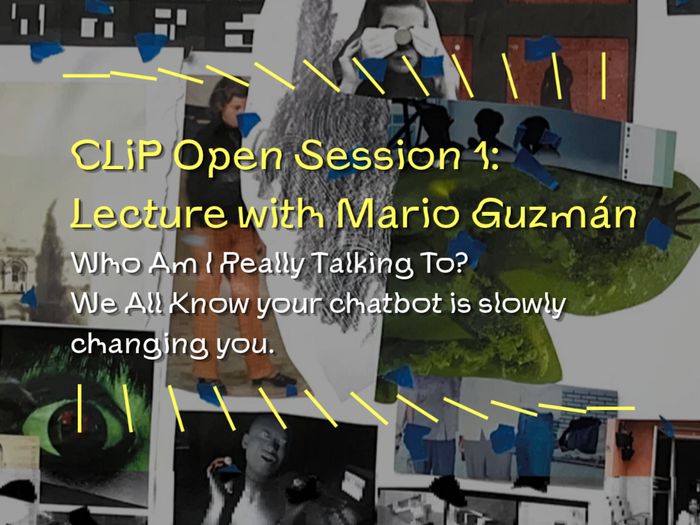 CLiP Open Session 1:
Lecture with Mario Guzmán
Who Am I Really Talking To?
We All Know your chatbot is slowly
changing you.